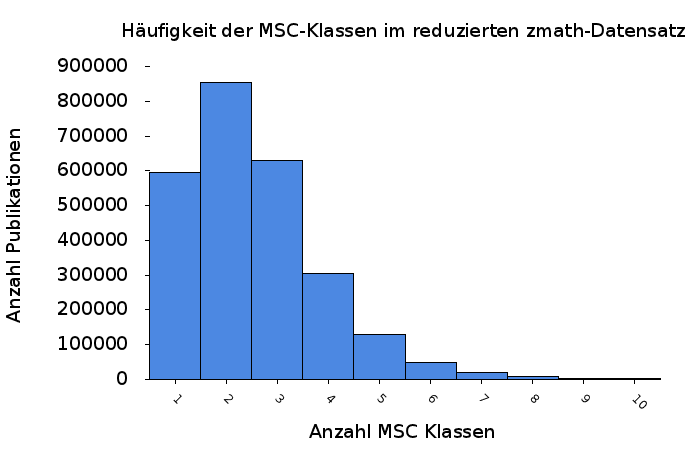 Häufigkeit der MSC-Klassen im reduzierten zmath-Datensatz
900000
800000
700000
600000
500000
400000
300000
200000
100000
0
Anzahl Publikationen
1 2 3 4 5 6 7 8 9 10
Anzahl MSC Klassen